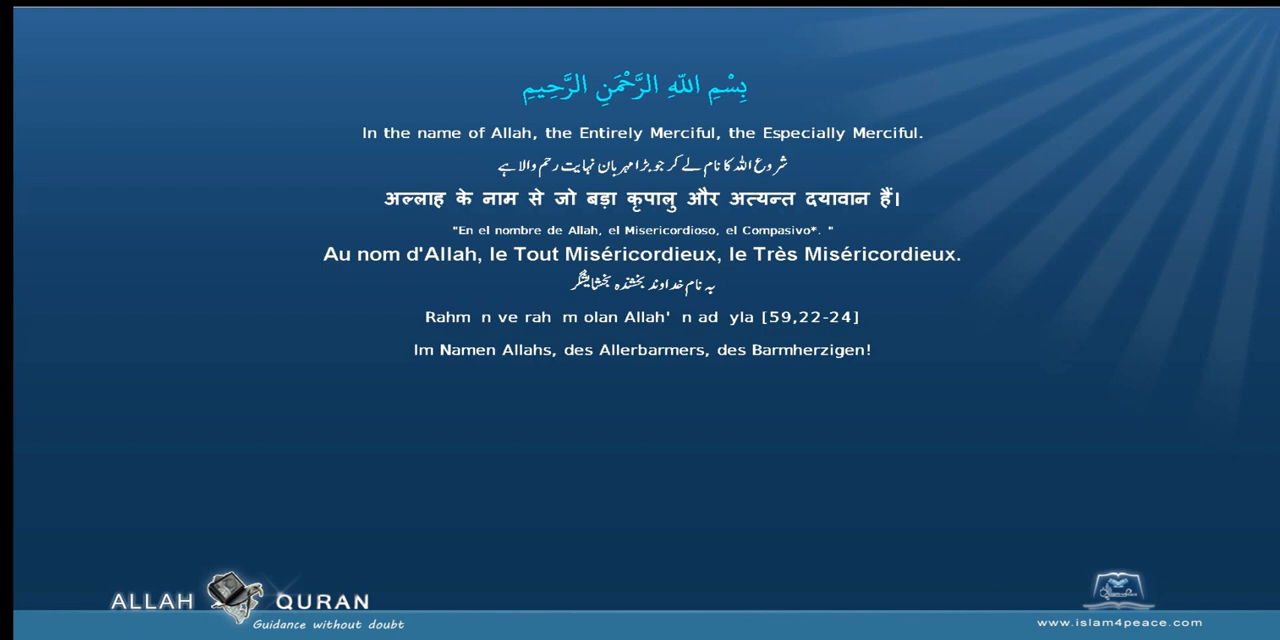 بِسْمِ اللّٰهِ الرَّحْمَنِ الرَّحِيمِ
In the name of Allah, the Entirely Merciful, the Especially Merciful.
شروع اللہ کا نام لے کر جو بڑا مہربان نہایت رحم والا ہے
अल्लाह के नाम से जो बड़ा कृपालु और अत्यन्त दयावान हैं।
"En el nombre de Allah, el Misericordioso, el Compasivo*. "
Au nom d'Allah, le Tout Miséricordieux, le Très Miséricordieux.
به نام خداوند بخشنده بخشایشگر
Rahm n ve rah m olan Allah' n ad yla [59,22-24]
Im Namen Allahs, des Allerbarmers, des Barmherzigen!
ALLAH QURAN
Guidance without doubt
www.islam4peace.com